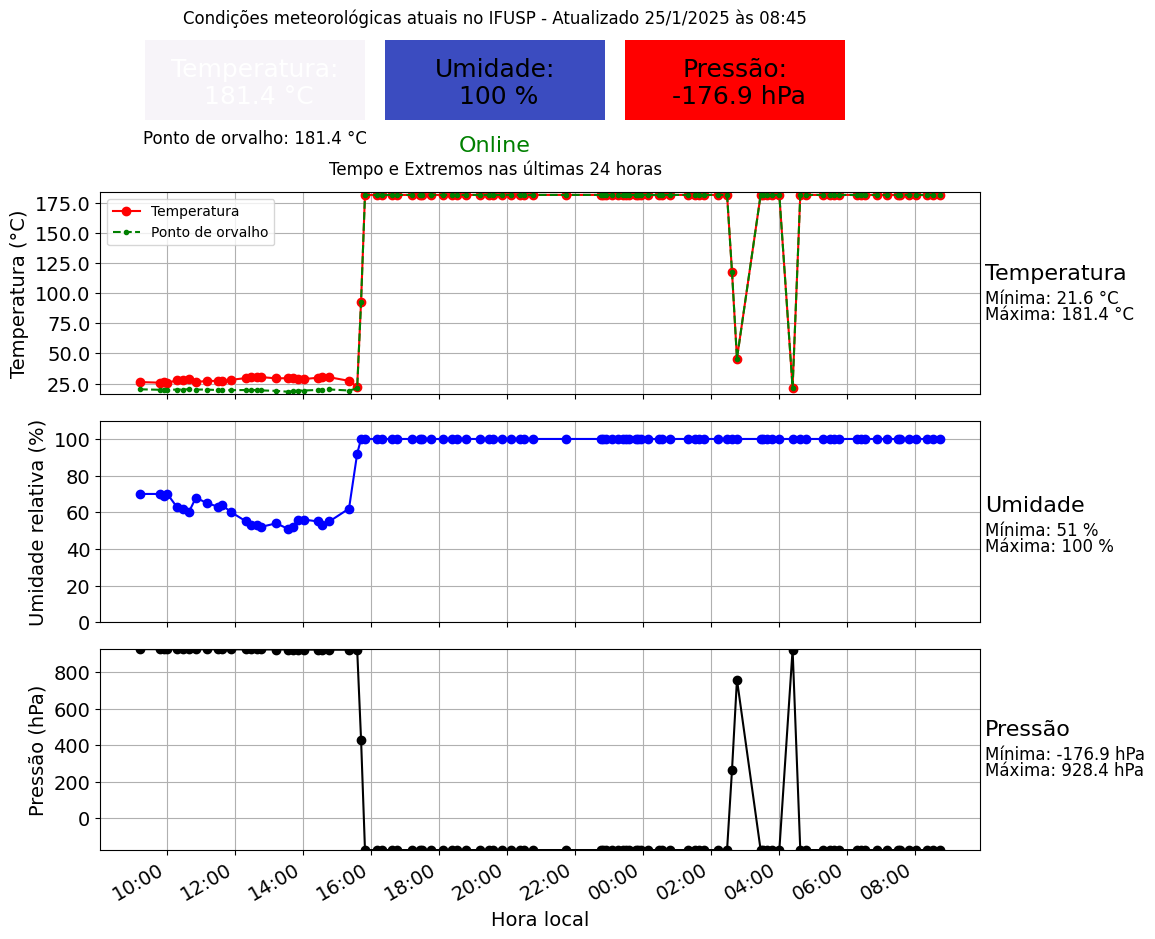 Condições meteorológicas atuais no IFUSP - Atualizado 25/1/2025 às 08:45
Temperatura:
181.4 °C
Umidade:
100 %
Pressão:
-176.9 hPa
Ponto de orvalho: 181.4 °C
Online
Tempo e Extremos nas últimas 24 horas
Temperatura (°C)
175.0
150.0
125.0
100.0
75.0
50.0
25.0
Temperatura
Ponto de orvalho
Temperatura
Mínima: 21.6 °C
Máxima: 181.4 °C
Umidade relativa (%)
100
80
60
40
20
0
Umidade
Mínima: 51 %
Máxima: 100 %
Pressão (hPa)
800
600
400
200
0
Pressão
Mínima: -176.9 hPa
Máxima: 928.4 hPa
10:00
12:00
14:00
16:00
18:00
20:00
22:00
00:00
02:00
04:00
06:00
08:00
Hora local